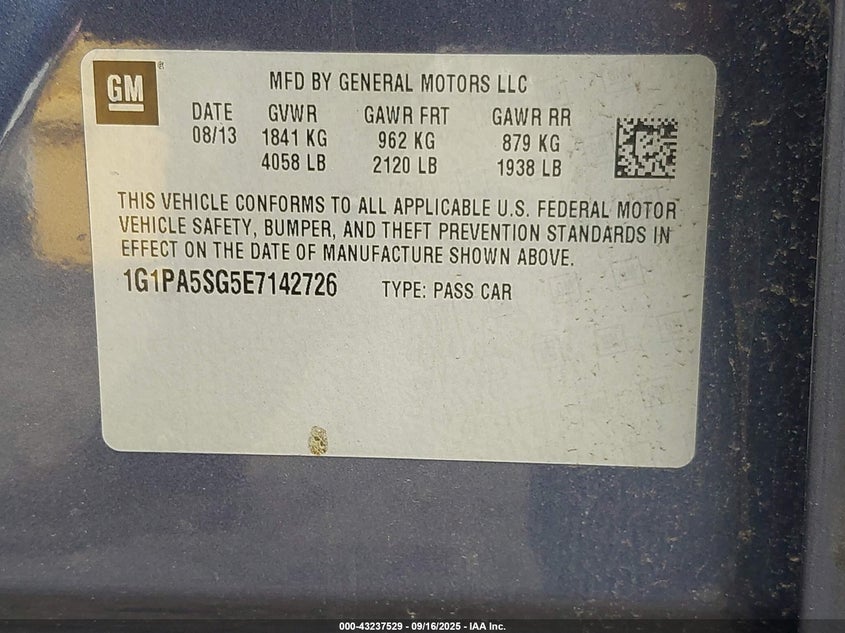 GM
MFD BY GENERAL MOTORS LLC
DATE GVWR GAWR FRT GAWR RR
08/13 1841 KG 962 KG 879 KG
4058 LB 2120 LB 1938 LB
THIS VEHICLE CONFORMS TO ALL APPLICABLE U.S. FEDERAL MOTOR
VEHICLE SAFETY, BUMPER, AND THEFT PREVENTION STANDARDS IN
EFFECT ON THE DATE OF MANUFACTURE SHOWN ABOVE.
1G1PA5SG5E7142726 TYPE: PASS CAR
000-43237529 - 09/16/2025 - IAA Inc.